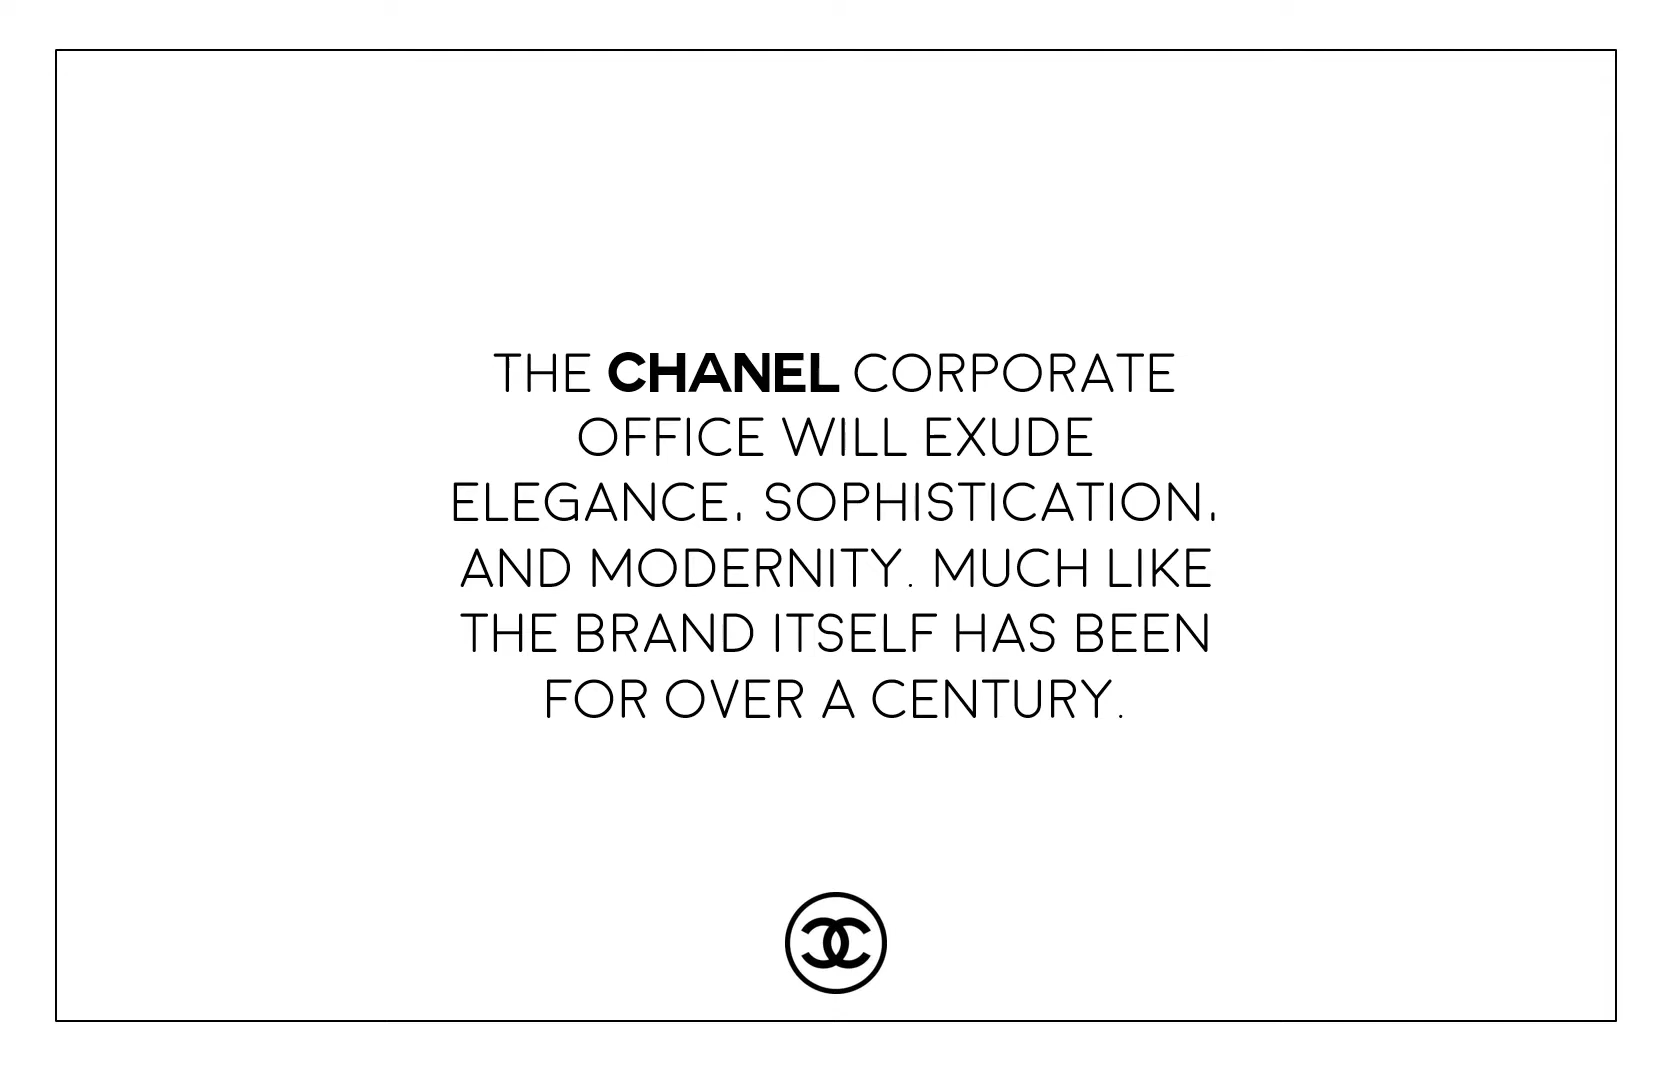 THE CHANEL CORPORATE
OFFICE WILL EXUDE
ELEGANCE, SOPHISTICATION,
AND MODERNITY. MUCH LIKE
THE BRAND ITSELF HAS BEEN
FOR OVER A CENTURY.